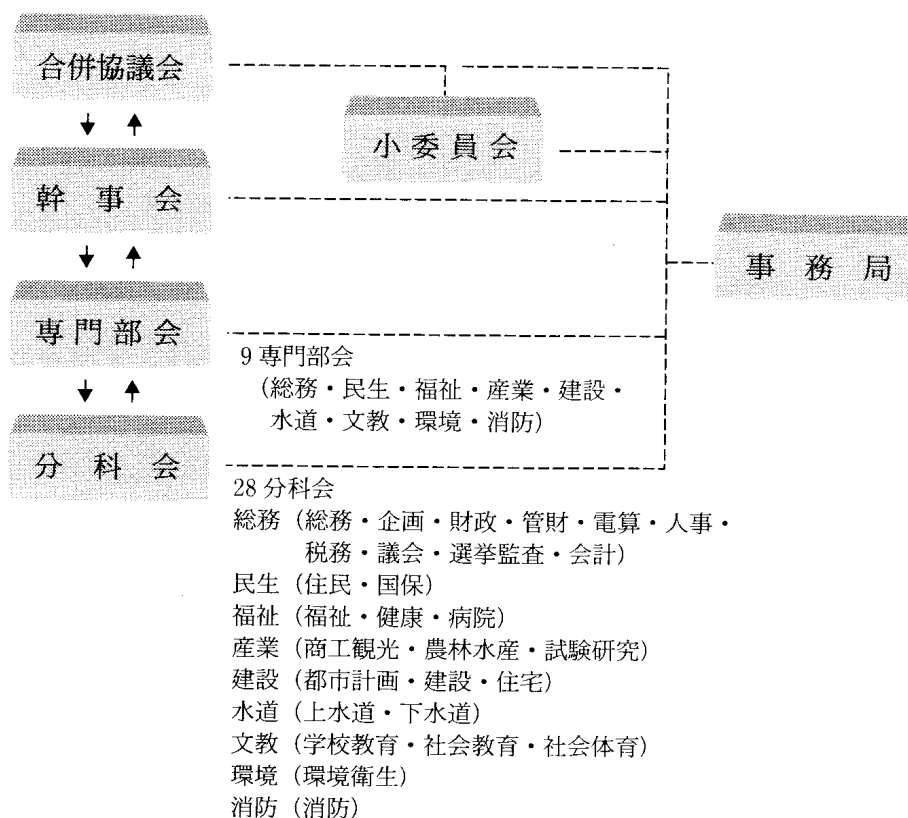 合併協議会
小委員会
幹事会
事務局
専門部会
9専門部会
(総務・民生・福祉・産業・建設・
水道・文教・環境・消防)
分科会
28分科会
総務(総務・企画・財政・管財・電算・人事・
税務・議会・選挙監査・会計)
民生(住民・国保)
福祉(福祉・健康・病院)
産業(商工観光・農林水産・試験研究)
建設(都市計画・建設・住宅)
水道(上水道・下水道)
文教(学校教育・社会教育・社会体育)
環境(環境衛生)
消防(消防)